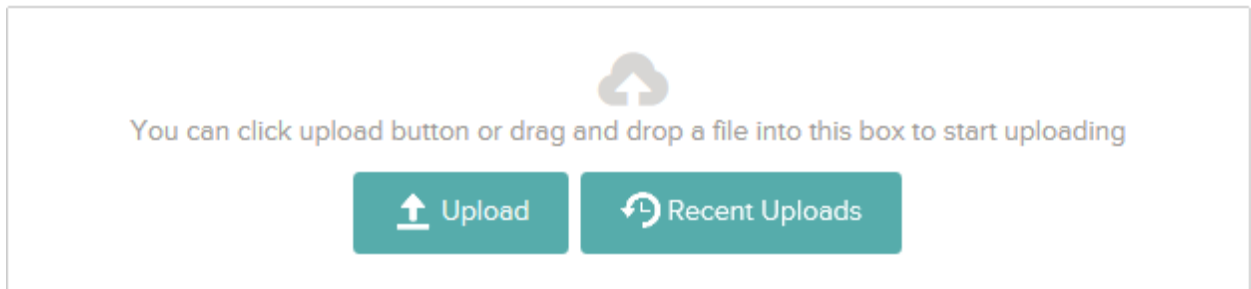 You can click upload button or drag and drop a file into this box to start uploading
Upload
Recent Uploads